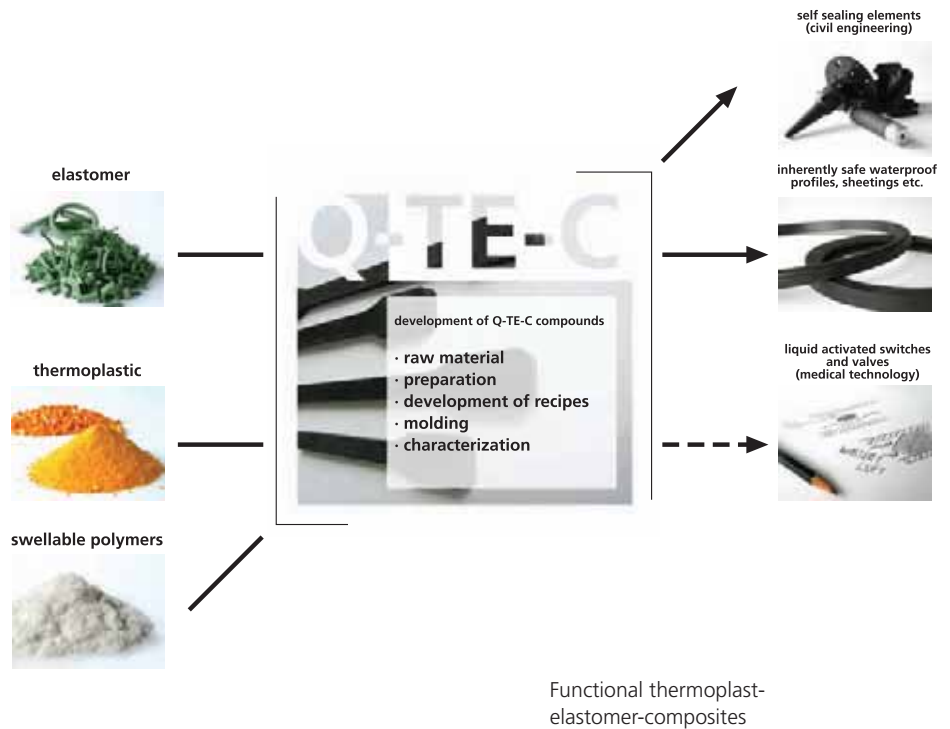 self sealing elements
(civil engineering)
elastomer
inherently safe waterproof
profiles, sheetings etc.
Q-TE-C
development of Q-TE-C compounds
· raw material
· preparation
· development of recipes
· molding
· characterization
thermoplastic
liquid activated switches
and valves
(medical technology)
swellable polymers
Functional thermoplast-
elastomer-composites